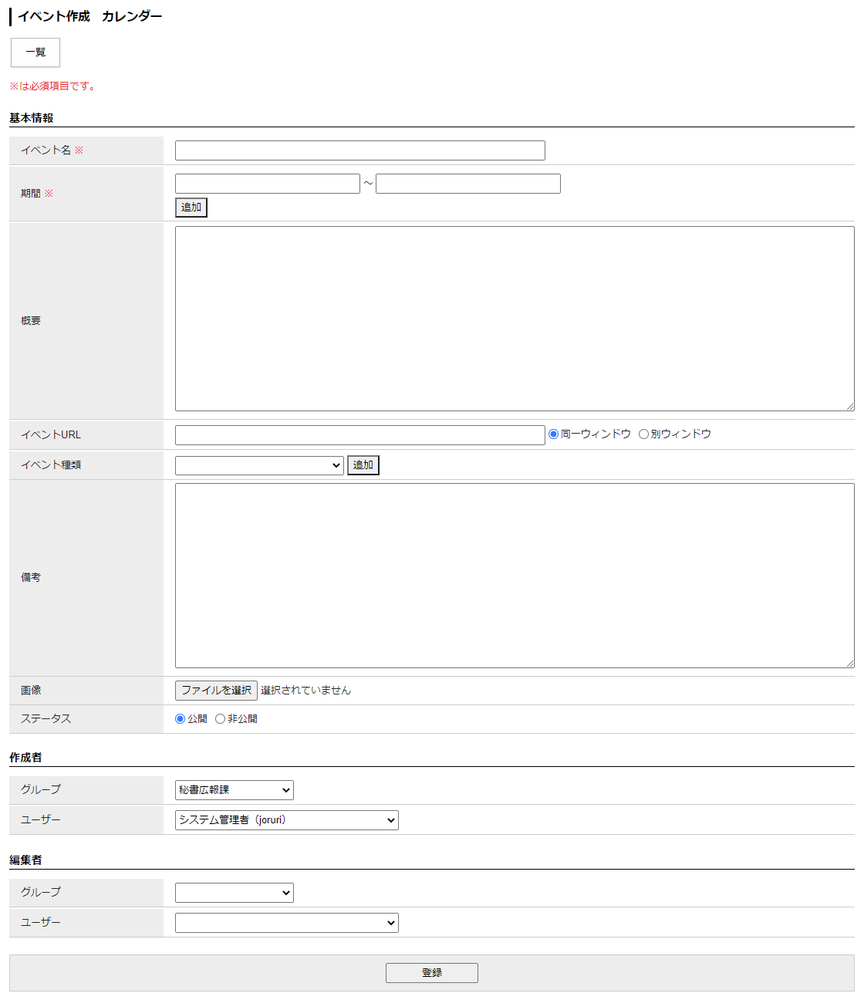 イベント作成　カレンダー
一覧
※は必須項目です。
基本情報
イベント名 ※
期間 ※
～
追加
概要
イベントURL
同一ウィンドウ 別ウィンドウ
イベント種類
追加
備考
画像
ファイルを選択 選択されていません
ステータス
公開 非公開
作成者
グループ
秘書広報課
ユーザー
システム管理者（joruri）
編集者
グループ
ユーザー
登録